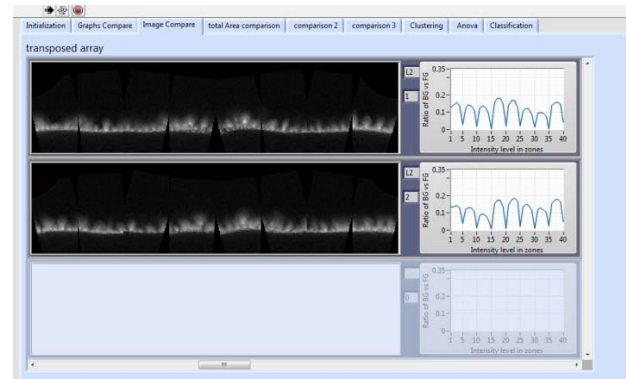 Initialization Graphs Compare Image Compare total Area comparison comparison 2 comparison 3 Clustering Anova Classification
transposed array
L2
1
Ratio of BG vs FG
0.35
0.2
0.1
0
1 5 10 15 20 25 30 35 40
Intensity level in zones
L2
2
Ratio of BG vs FG
0.35
0.2
0.1
0
1 5 10 15 20 25 30 35 40
Intensity level in zones
0
Ratio of BG vs FG
0.35
0.2
0.1
0
1 5 10 15 20 25 30 35 40
Intensity level in zones